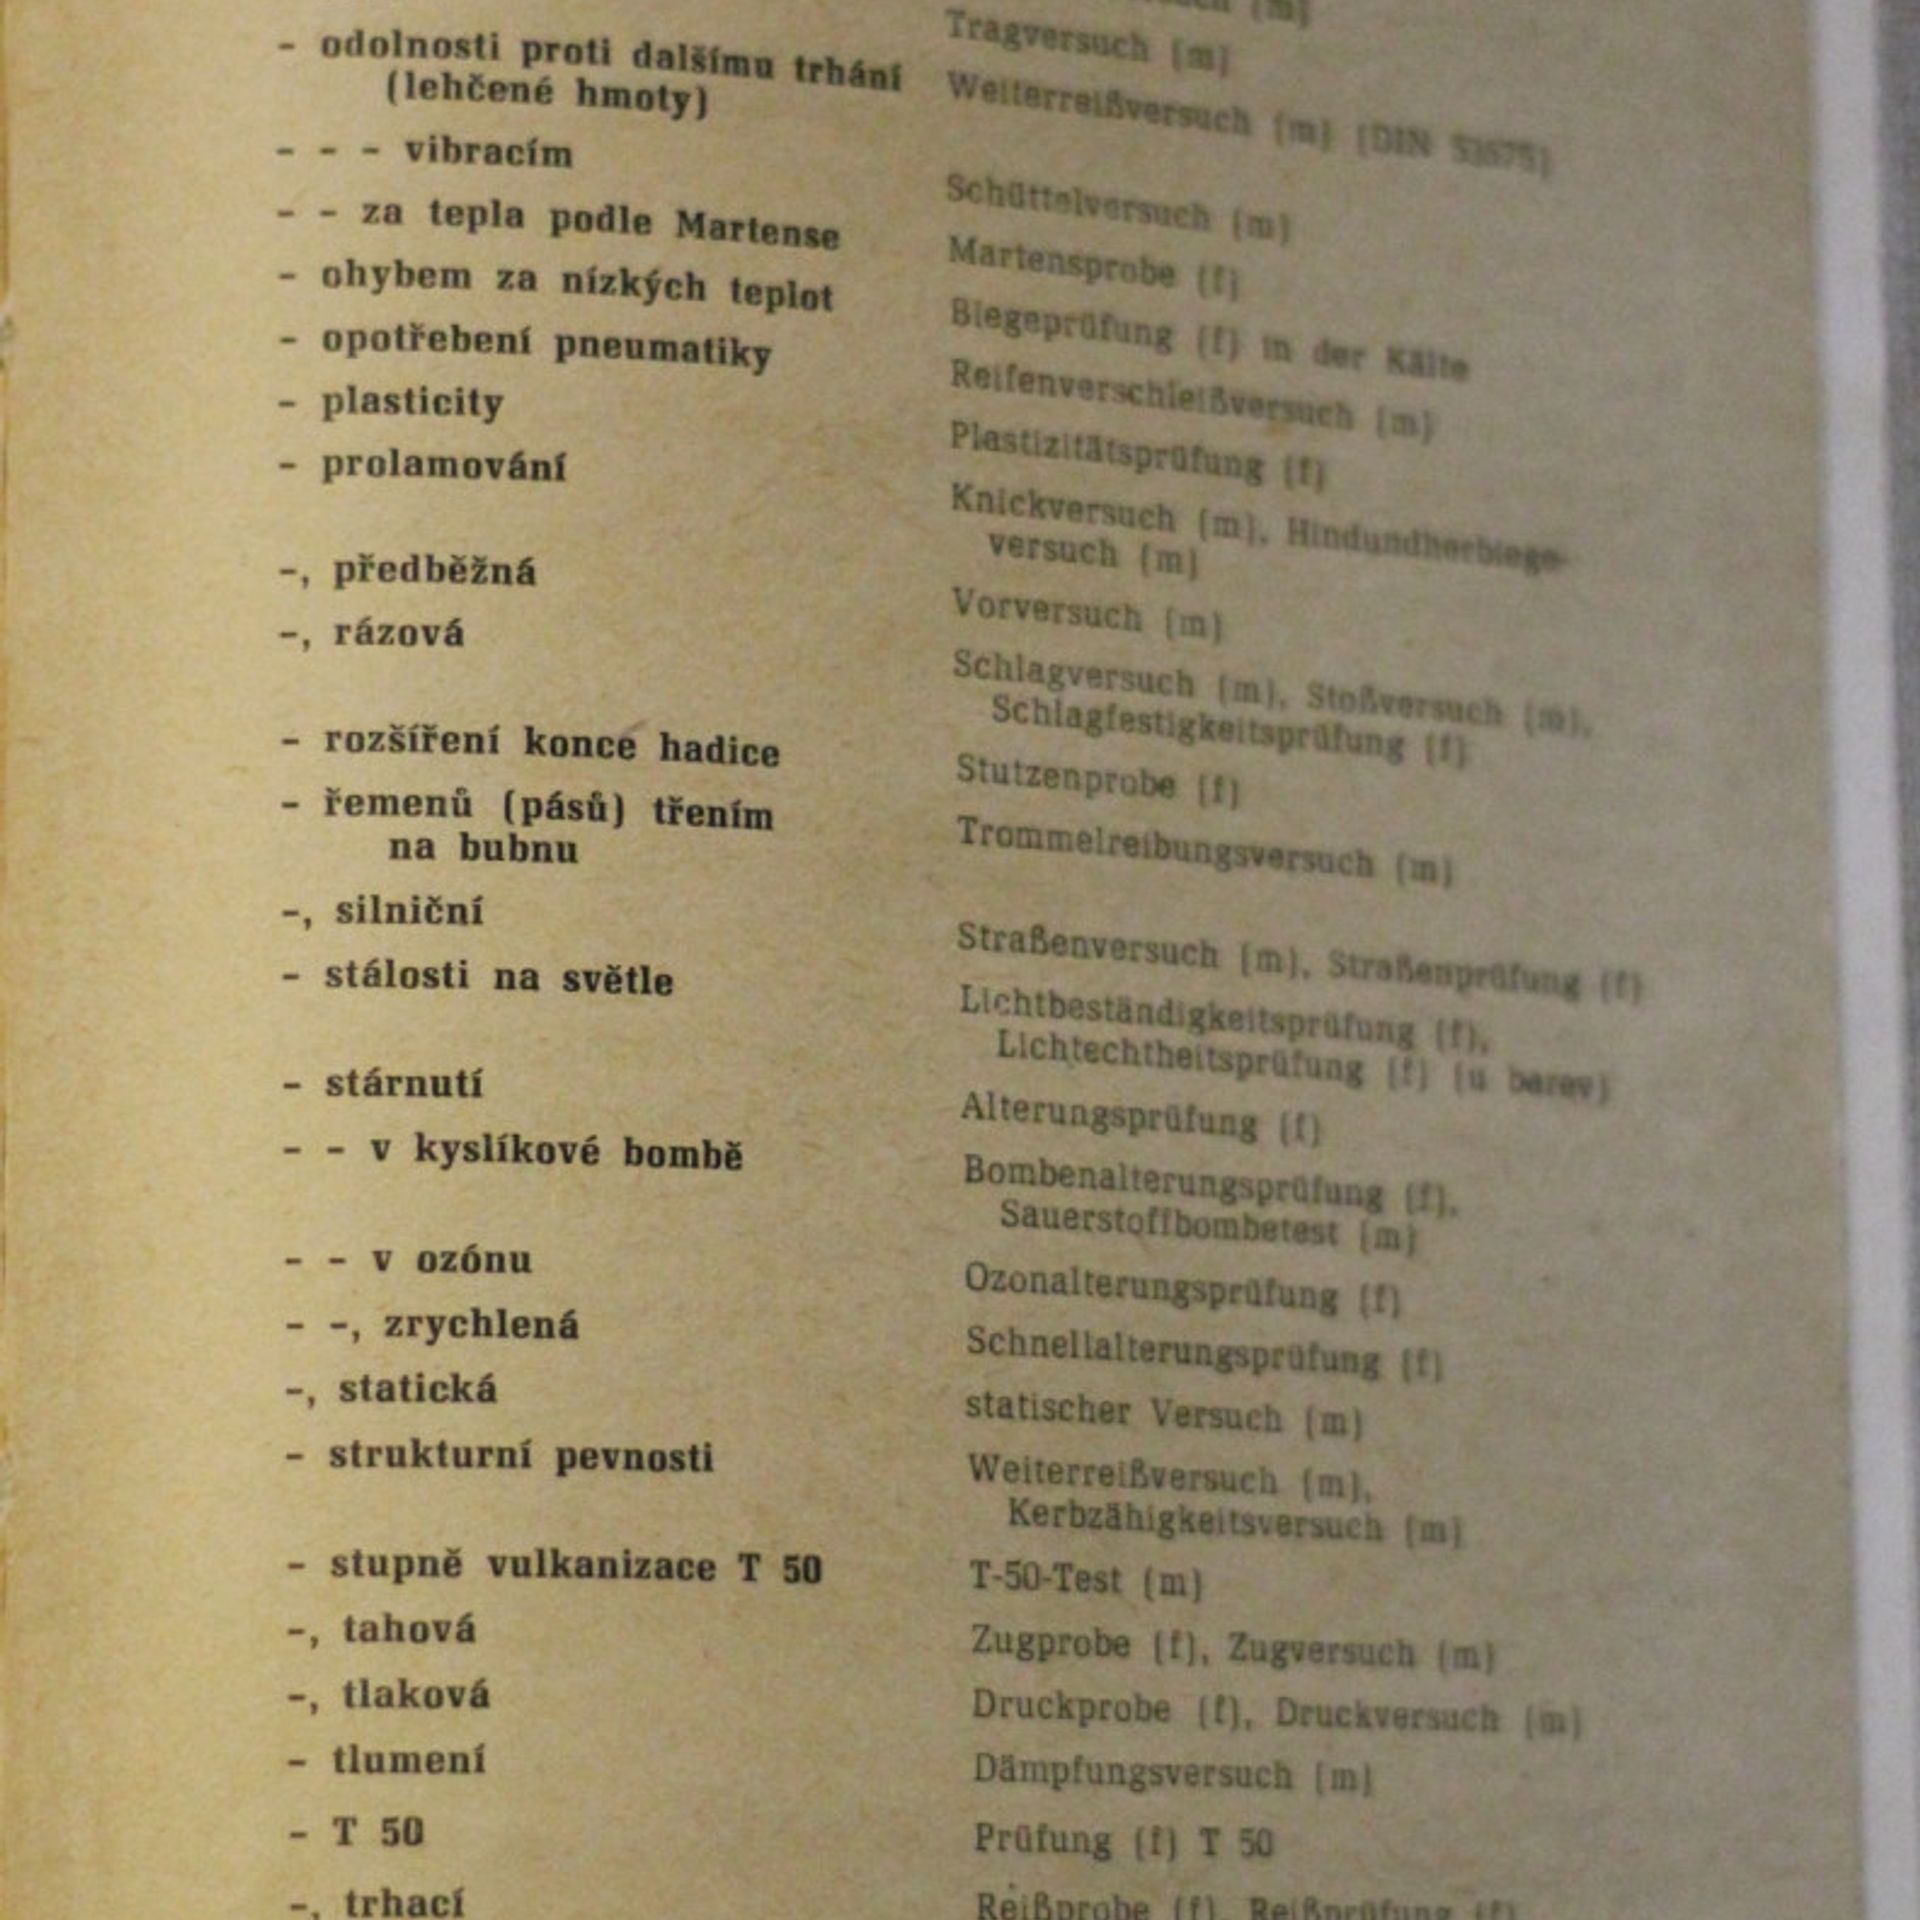 Tragversuch (m)
- odolnosti proti dalšímu trhání
(lehčené hmoty)
Weiterreißversuch (m) (DIN
- - - vibracím
Schüttelversuch (m)
- - za tepla podle Martense
Martensprobe (f)
- ohybem za nízkých teplot
Biegeprüfung (f) in der Kälte
- opotřebení pneumatiky
Reifenverschleißversuch (m)
- plasticity
Plastizitätsprüfung (f)
- prolamování
Knickversuch (m), Hindundherbiege-
versuch (m)
-, předběžná
Vorversuch (m)
-, rázová
Schlagversuch (m), Stoßversuch (m),
Schlagfestigkeitsprüfung (f)
- rozšíření konce hadice
Stutzenprobe (f)
- řemenů (pásů) třením
na bubnu
Trommelreibungsversuch (m)
-, silniční
Straßenversuch (m), Straßenprüfung (f)
- stálosti na světle
Lichtbeständigkeitsprüfung (f),
Lichtechtheitsprüfung (f) (u barev)
- stárnutí
Alterungsprüfung (f)
- - v kyslíkové bombě
Bombenalterungsprüfung (f),
Sauerstoffbombetest (m)
- - v ozónu
Ozonalterungsprüfung (f)
- -, zrychlená
Schnellalterungsprüfung (f)
-, statická
statischer Versuch (m)
- strukturní pevnosti
Weiterreißversuch (m),
Kerbzähigkeitsversuch (m)
- stupně vulkanizace T 50
T-50-Test (m)
-, tahová
Zugprobe (f), Zugversuch (m)
-, tlaková
Druckprobe (f), Druckversuch (m)
- tlumení
Dämpfungsversuch (m)
- T 50
Prüfung (f) T 50
-, trhací
Reißprobe (f), Reißprüfung (f)